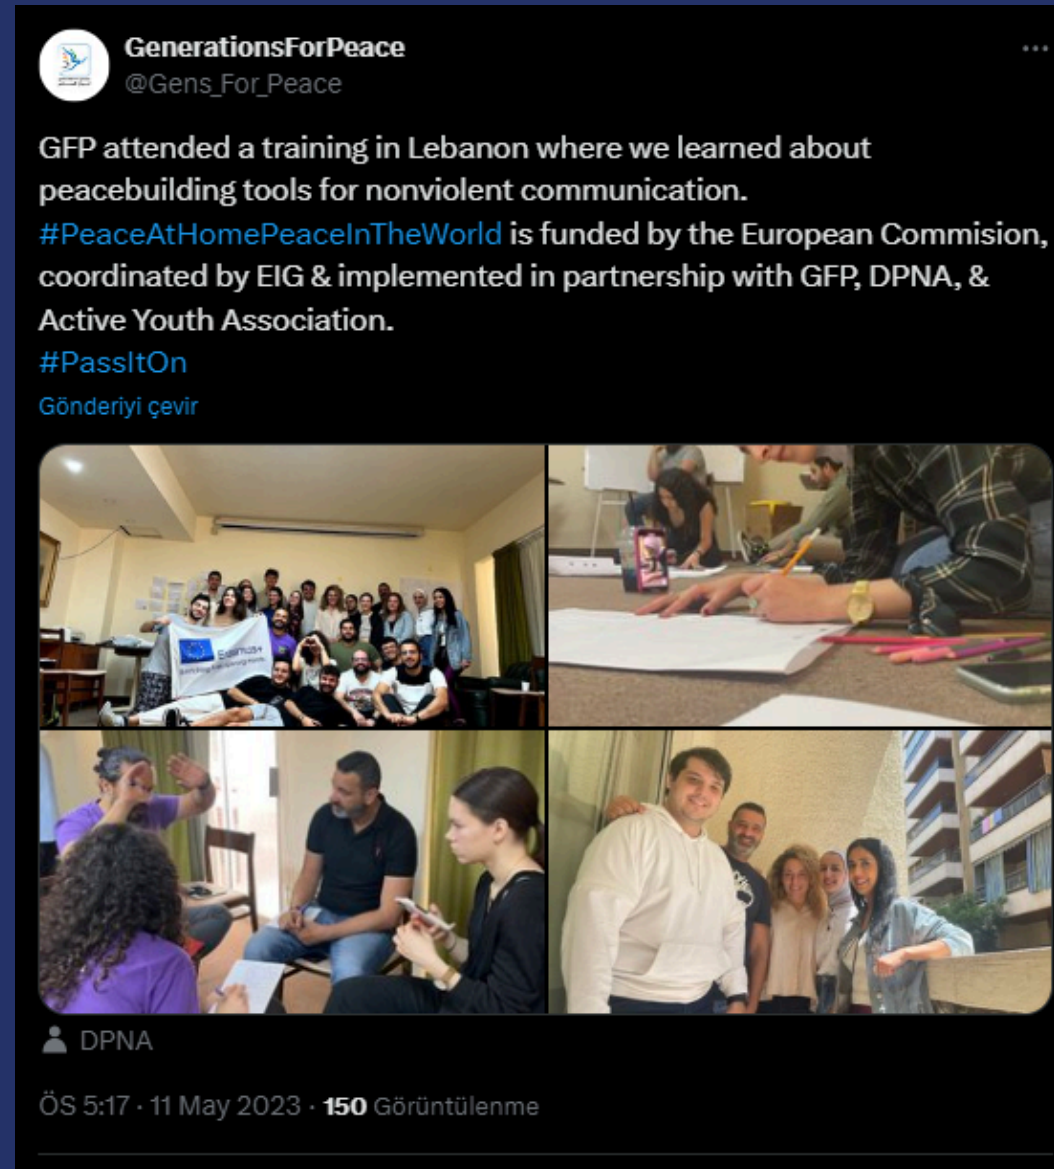 GenerationsForPeace
@Gens_For_Peace
GFP attended a training in Lebanon where we learned about
peacebuilding tools for nonviolent communication.
#PeaceAtHomePeaceInTheWorld is funded by the European Commision,
coordinated by EIG & implemented in partnership with GFP, DPNA, &
Active Youth Association.
#PassItOn
Gönderiyi çevir
Erasmus+
DPNA
ÖS 5:17 · 11 May 2023 · 150 Görüntülenme